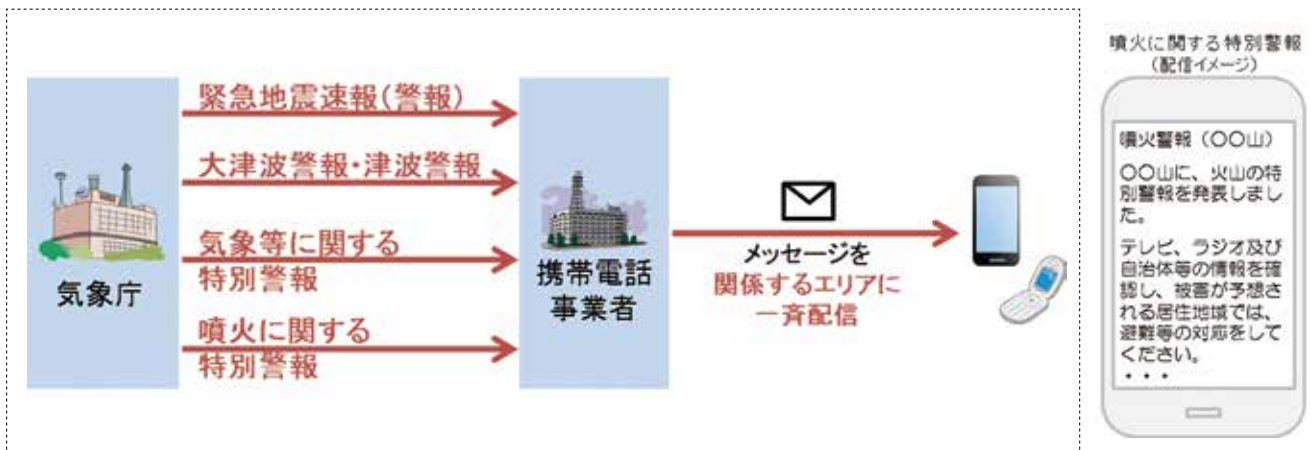 緊急地震速報(警報)
大津波警報・津波警報
気象等に関する
特別警報
噴火に関する
特別警報
気象庁
携帯電話
事業者
メッセージを
関係するエリアに
一斉配信
噴火に関する特別警報
(配信イメージ)
噴火警報(〇〇山)
〇〇山に、火山の特
別警報を発表しまし
た。
テレビ、ラジオ及び
自治体等の情報を確
認し、被害が予想さ
れる居住地域では、
避難等の対応をして
ください。
・・・